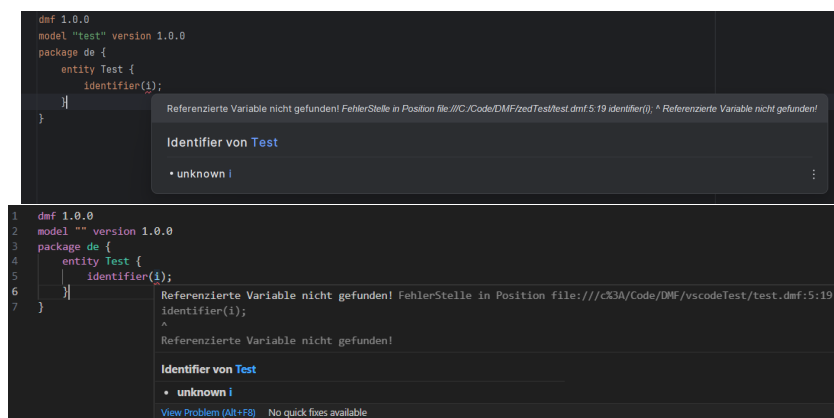 dmf 1.0.0
model "test" version 1.0.0
package de {
entity Test {
identifier(i);
}
Referenzierte Variable nicht gefunden! FehlerStelle in Position file:///C:/Code/DMF/zedTest/test.dmf:5:19 identifier(i); ^ Referenzierte Variable nicht gefunden!
}
Identifier von Test
• unknown i
1 dmf 1.0.0
2 model "" version 1.0.0
3 package de {
4 entity Test {
5 identifier(i);
6 }
7 }
Referenzierte Variable nicht gefunden! FehlerStelle in Position file:///c%3A/Code/DMF/vscodeTest/test.dmf:5:19
identifier(i);
^
Referenzierte Variable nicht gefunden!
Identifier von Test
• unknown i
View Problem (Alt+F8) No quick fixes available